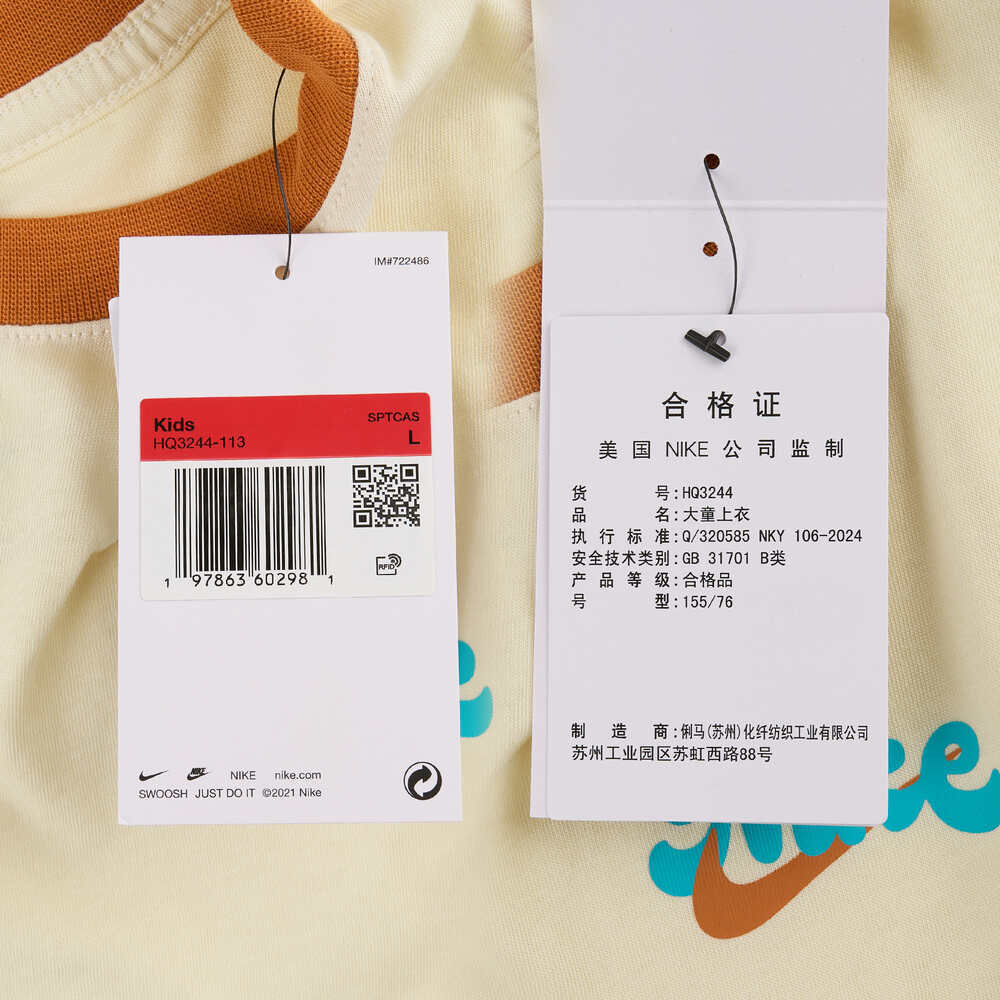 IM#722486
Kids
SPTCAS
HQ3244-113
L
RFID
1 97863 60298 1
NIKE
NIKE nike.com
SWOOSH JUST DO IT ©2021 Nike
合格证
美国NIKE公司监制
货号:HQ3244
品名:大童上衣
执行标准:Q/320585 NKY 106-2024
安全技术类别:GB 31701 B类
产品等级:合格品
号型:155/76
制造商:俐马(苏州)化纤纺织工业有限公司
苏州工业园区苏虹西路88号